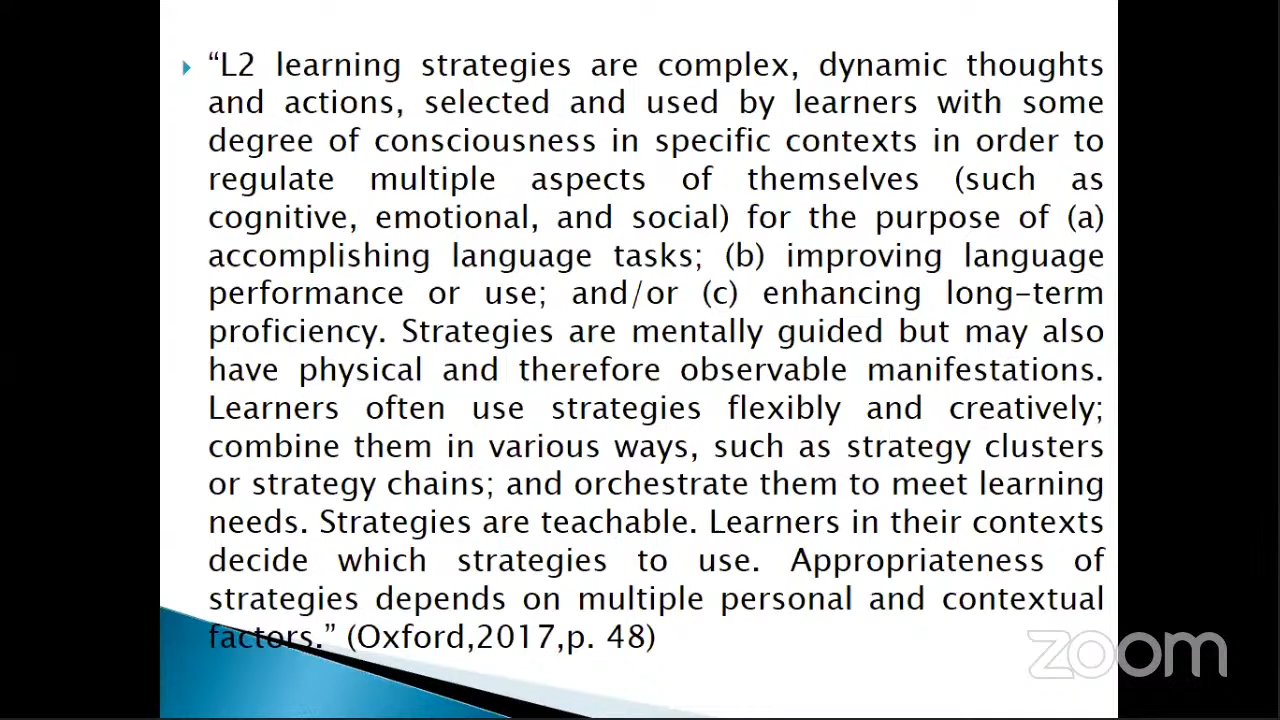 “L2 learning strategies are complex, dynamic thoughts
and actions, selected and used by learners with some
degree of consciousness in specific contexts in order to
regulate multiple aspects of themselves (such as
cognitive, emotional, and social) for the purpose of (a)
accomplishing language tasks; (b) improving language
performance or use; and/or (c) enhancing long-term
proficiency. Strategies are mentally guided but may also
have physical and therefore observable manifestations.
Learners often use strategies flexibly and creatively;
combine them in various ways, such as strategy clusters
or strategy chains; and orchestrate them to meet learning
needs. Strategies are teachable. Learners in their contexts
decide which strategies to use. Appropriateness of
strategies depends on multiple personal and contextual
factors.” (Oxford,2017,p. 48)
zoom